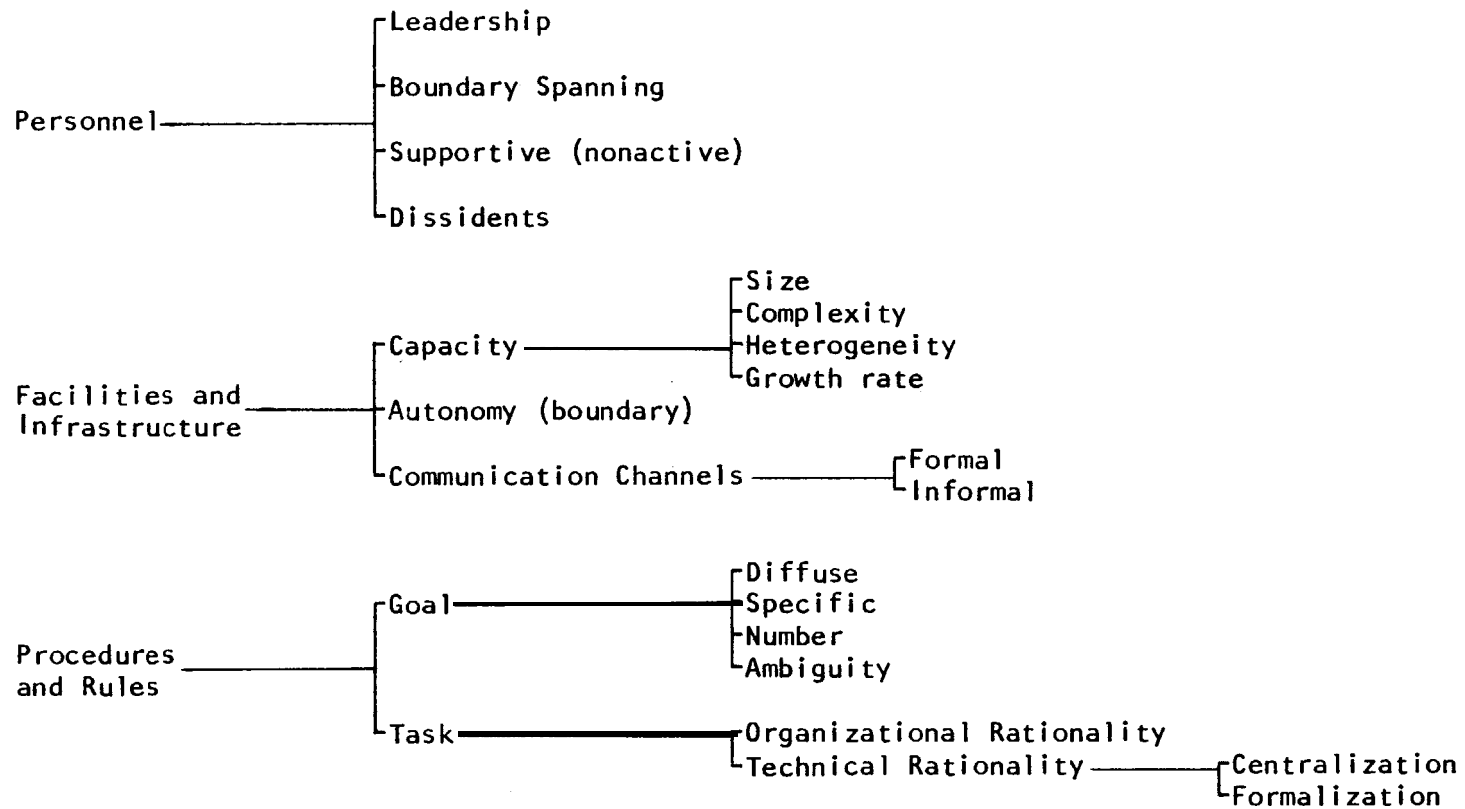 Leadership
Boundary Spanning
Personnel
Supportive (nonactive)
Dissidents
Size
Complexity
Capacity
Heterogeneity
Growth rate
Facilities and
Infrastructure
Autonomy (boundary)
Communication Channels
Formal
Informal
Diffuse
Goal
Specific
Number
Ambiguity
Procedures
and Rules
Task
Organizational Rationality
Technical Rationality
Centralization
Formalization